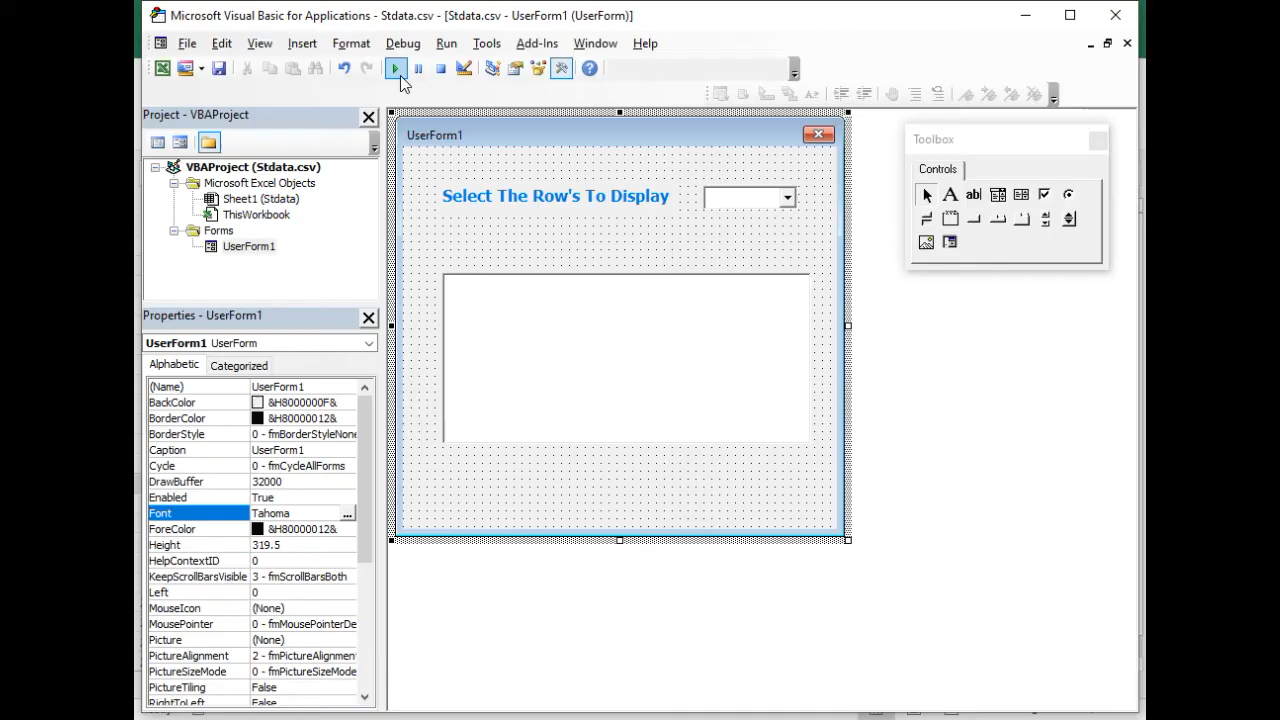 Microsoft Visual Basic for Applications - Stdata.csv - [Stdata.csv - UserForm1 (UserForm)]
File Edit View Insert Format Debug Run Tools Add-Ins Window Help
Project - VBAProject
VBAProject (Stdata.csv)
Microsoft Excel Objects
Sheet1 (Stdata)
ThisWorkbook
Forms
UserForm1
Properties - UserForm1
UserForm1 UserForm
Alphabetic Categorized
(Name) UserForm1
BackColor &H8000000F&
BorderColor &H80000012&
BorderStyle 0 - fmBorderStyleNone
Caption UserForm1
Cycle 0 - fmCycleAllForms
DrawBuffer 32000
Enabled True
Font Tahoma ...
ForeColor &H80000012&
Height 319.5
HelpContextID 0
KeepScrollBarsVisible 3 - fmScrollBarsBoth
Left 0
MouseIcon (None)
MousePointer 0 - fmMousePointerDe
Picture (None)
PictureAlignment 2 - fmPictureAlignment
PictureSizeMode 0 - fmPictureSizeMode
PictureTiling False
RightToLeft False
UserForm1
Select The Row's To Display
Toolbox
Controls
A ab|